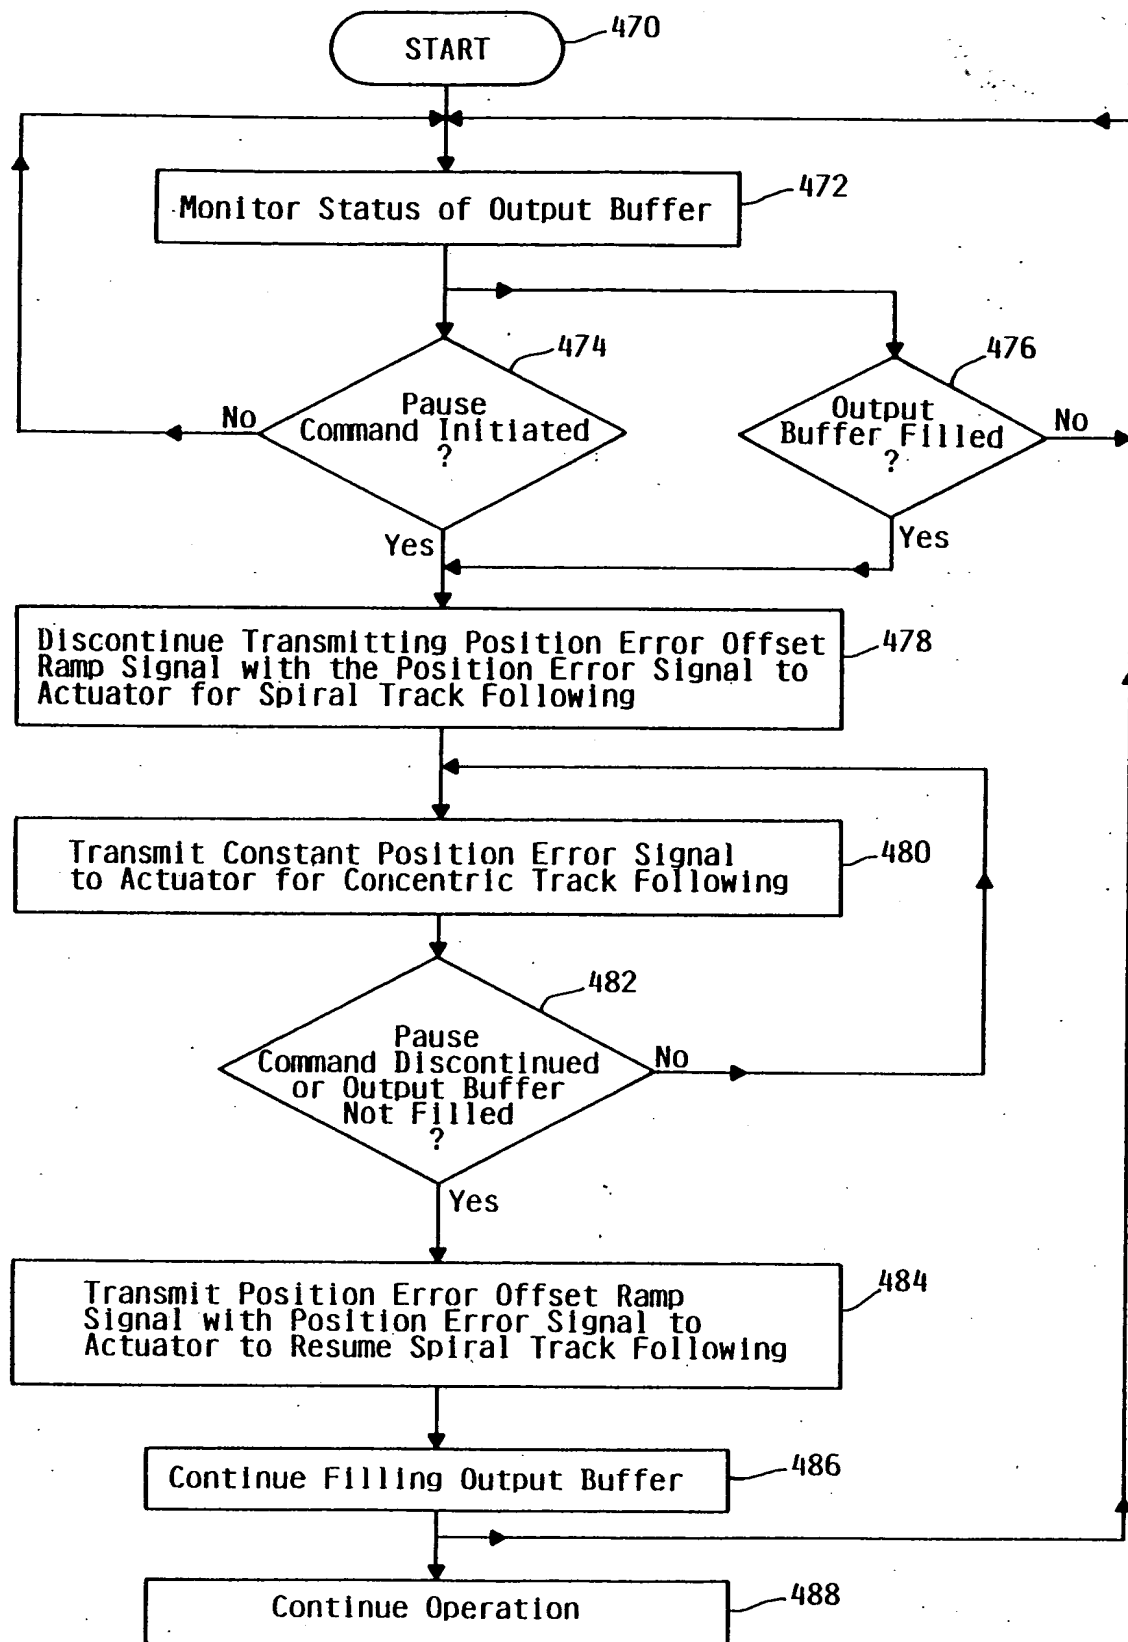 START
470
Monitor Status of Output Buffer
472
474
Pause
Command Initiated
?
No
Yes
476
Output
Buffer Filled
?
No
Yes
Discontinue Transmitting Position Error Offset
Ramp Signal with the Position Error Signal to
Actuator for Spiral Track Following
478
Transmit Constant Position Error Signal
to Actuator for Concentric Track Following
480
482
Pause
Command Discontinued
or Output Buffer
Not Filled
?
No
Yes
Transmit Position Error Offset Ramp
Signal with Position Error Signal to
Actuator to Resume Spiral Track Following
484
Continue Filling Output Buffer
486
Continue Operation
488